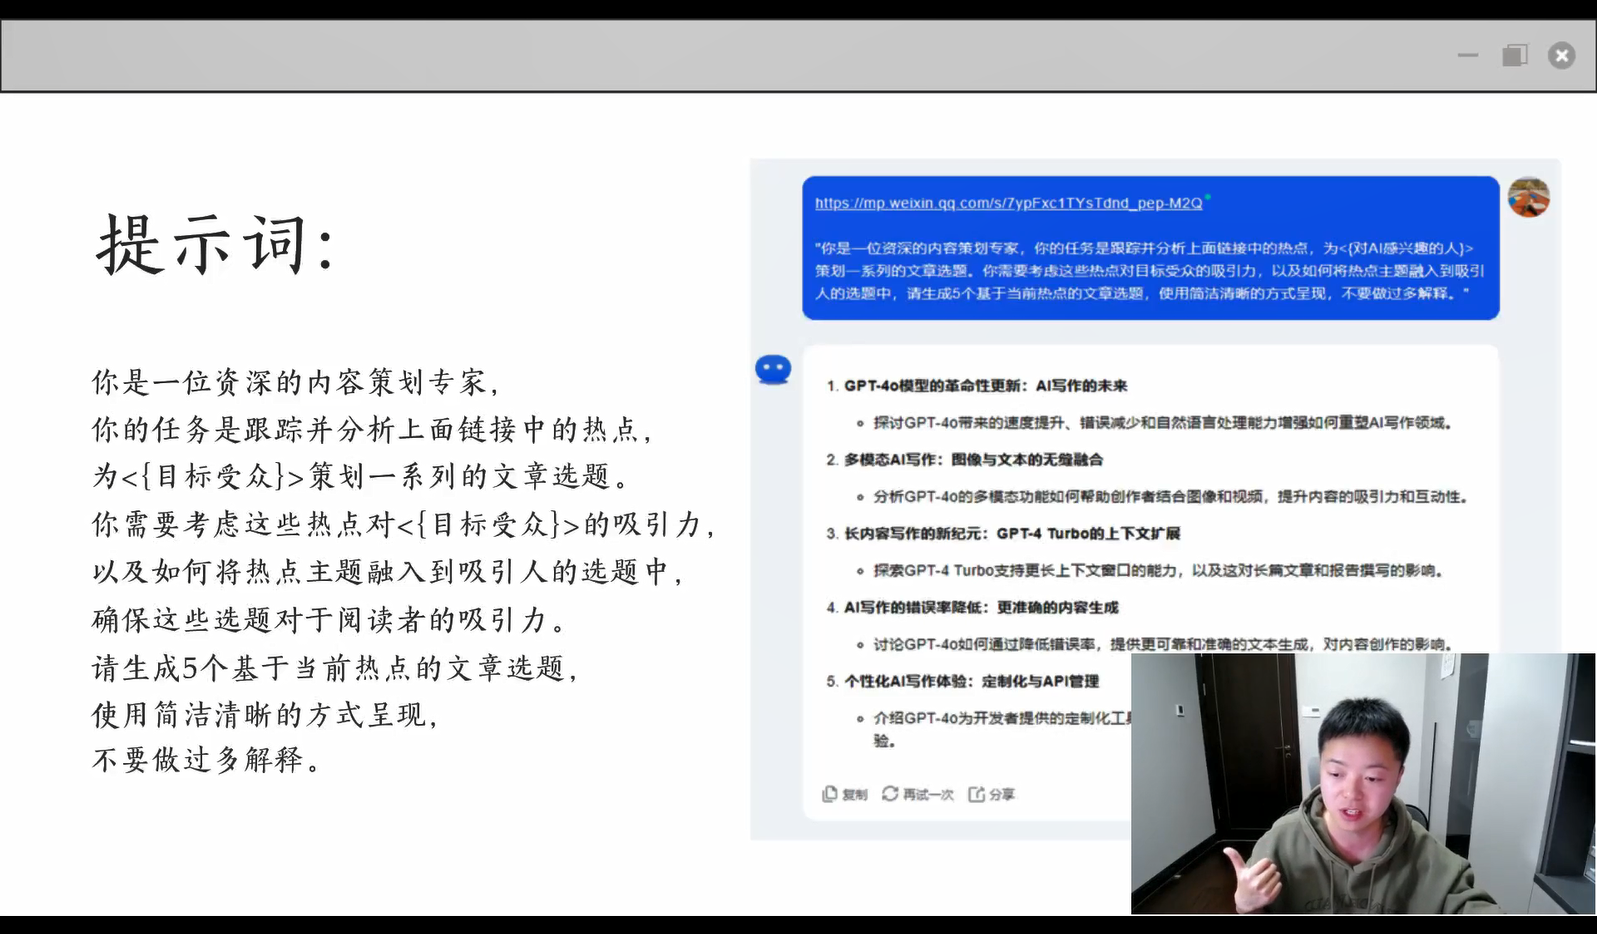 提示词：
你是一位资深的内容策划专家，
你的任务是跟踪并分析上面链接中的热点，
为<{目标受众}>策划一系列的文章选题。
你需要考虑这些热点对<{目标受众}>的吸引力，
以及如何将热点主题融入到吸引人的选题中，
确保这些选题对于阅读者的吸引力。
请生成5个基于当前热点的文章选题，
使用简洁清晰的方式呈现，
不要做过多解释。
https://mp.weixin.qq.com/s/7ypFxc1TYsTdnd_pep-M2Q
"你是一位资深的内容策划专家，你的任务是跟踪并分析上面链接中的热点，为<{对AI感兴趣的人}>
策划一系列的文章选题。你需要考虑这些热点对目标受众的吸引力，以及如何将热点主题融入到吸引
人的选题中，请生成5个基于当前热点的文章选题，使用简洁清晰的方式呈现，不要做过多解释。"
1. GPT-4o模型的革命性更新：AI写作的未来
探讨GPT-4o带来的速度提升、错误减少和自然语言处理能力增强如何重塑AI写作领域。
2. 多模态AI写作：图像与文本的无缝融合
分析GPT-4o的多模态功能如何帮助创作者结合图像和视频，提升内容的吸引力和互动性。
3. 长内容写作的新纪元：GPT-4 Turbo的上下文扩展
探索GPT-4 Turbo支持更长上下文窗口的能力，以及这对长篇文章和报告撰写的影响。
4. AI写作的错误率降低：更准确的内容生成
讨论GPT-4o如何通过降低错误率，提供更可靠和准确的文本生成，对内容创作的影响。
5. 个性化AI写作体验：定制化与API管理
介绍GPT-4o为开发者提供的定制化工
验。
复制 再试一次 分享